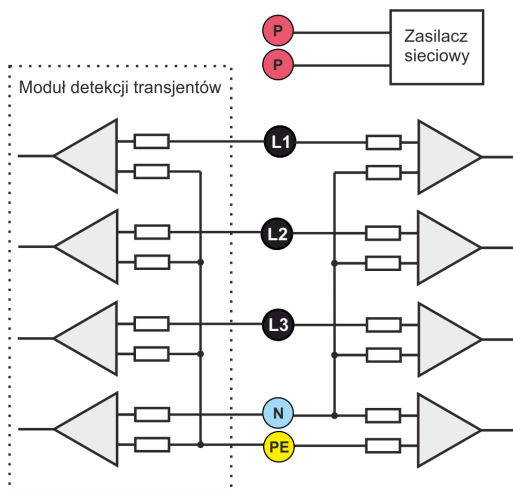 P
Zasilacz
sieciowy
P
Moduł detekcji transjentów
L1
L2
L3
N
PE